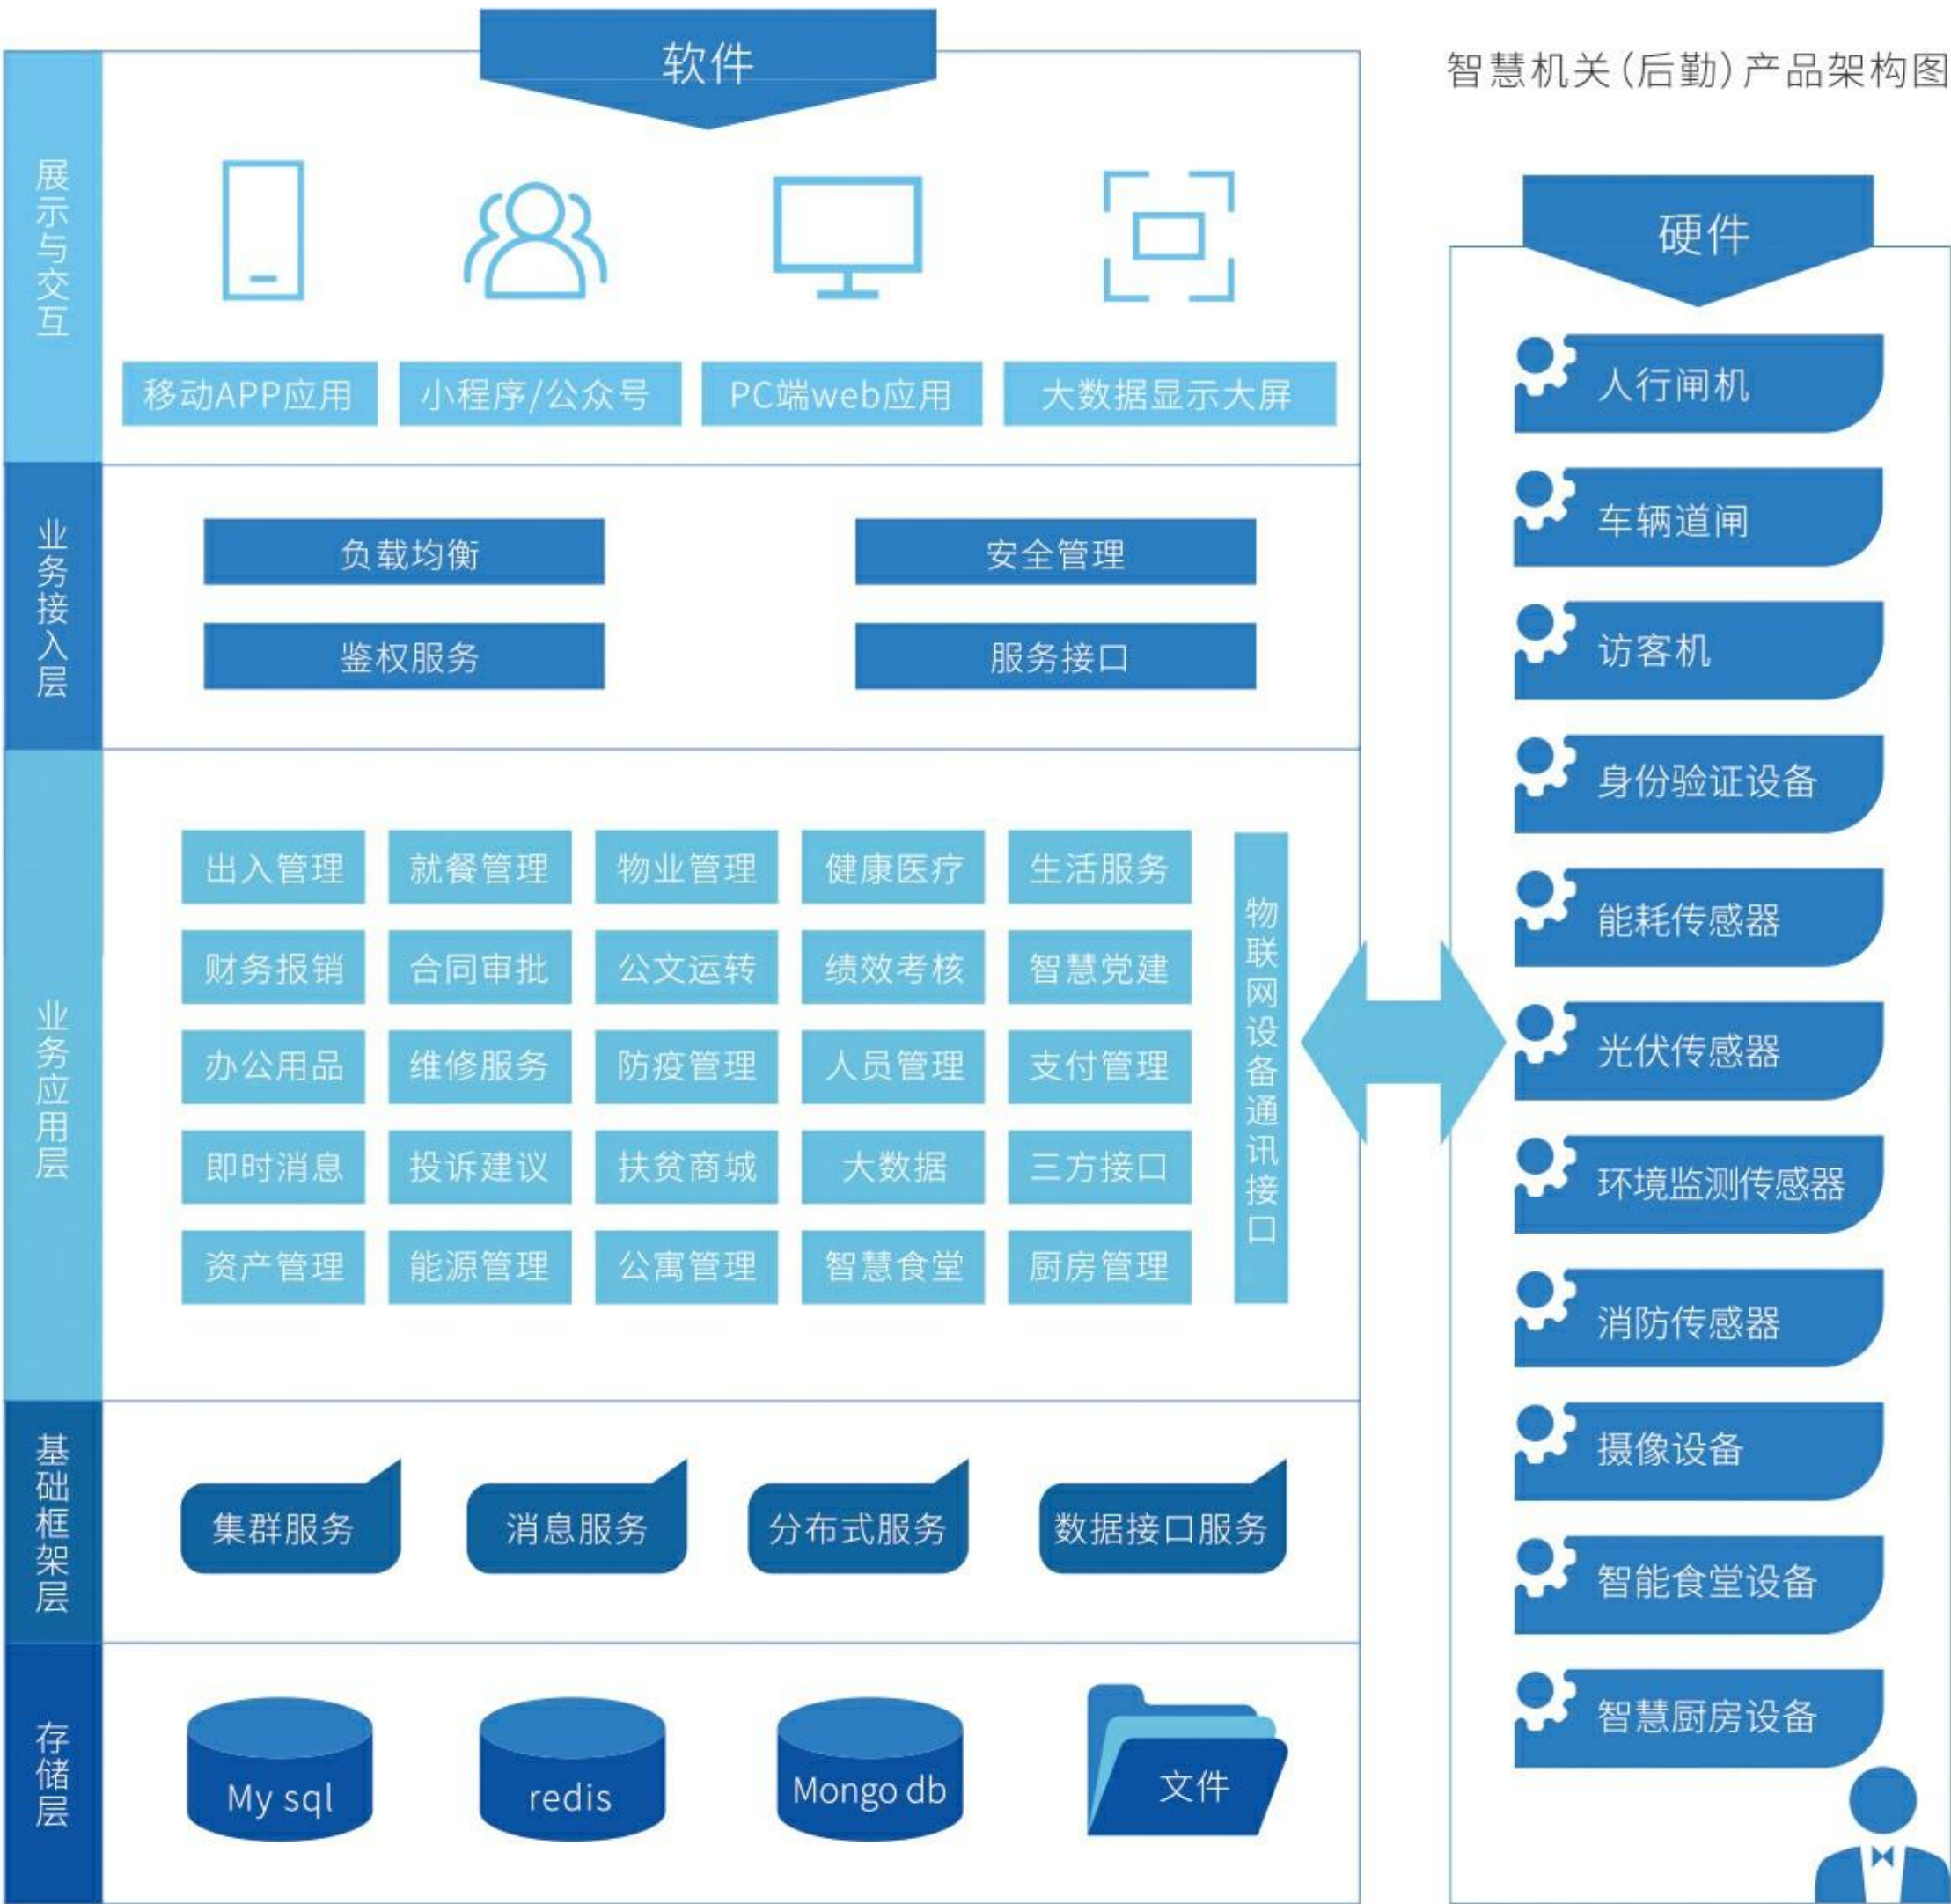 软件
智慧机关(后勤)产品架构图
展示与交互
移动APP应用
小程序/公众号
PC端web应用
大数据显示大屏
业务接入层
负载均衡
安全管理
鉴权服务
服务接口
业务应用层
出入管理
就餐管理
物业管理
健康医疗
生活服务
财务报销
合同审批
公文运转
绩效考核
智慧党建
办公用品
维修服务
防疫管理
人员管理
支付管理
即时消息
投诉建议
扶贫商城
大数据
三方接口
资产管理
能源管理
公寓管理
智慧食堂
厨房管理
物联网设备通讯接口
基础框架层
集群服务
消息服务
分布式服务
数据接口服务
存储层
My sql
redis
Mongo db
文件
硬件
人行闸机
车辆道闸
访客机
身份验证设备
能耗传感器
光伏传感器
环境监测传感器
消防传感器
摄像设备
智能食堂设备
智慧厨房设备